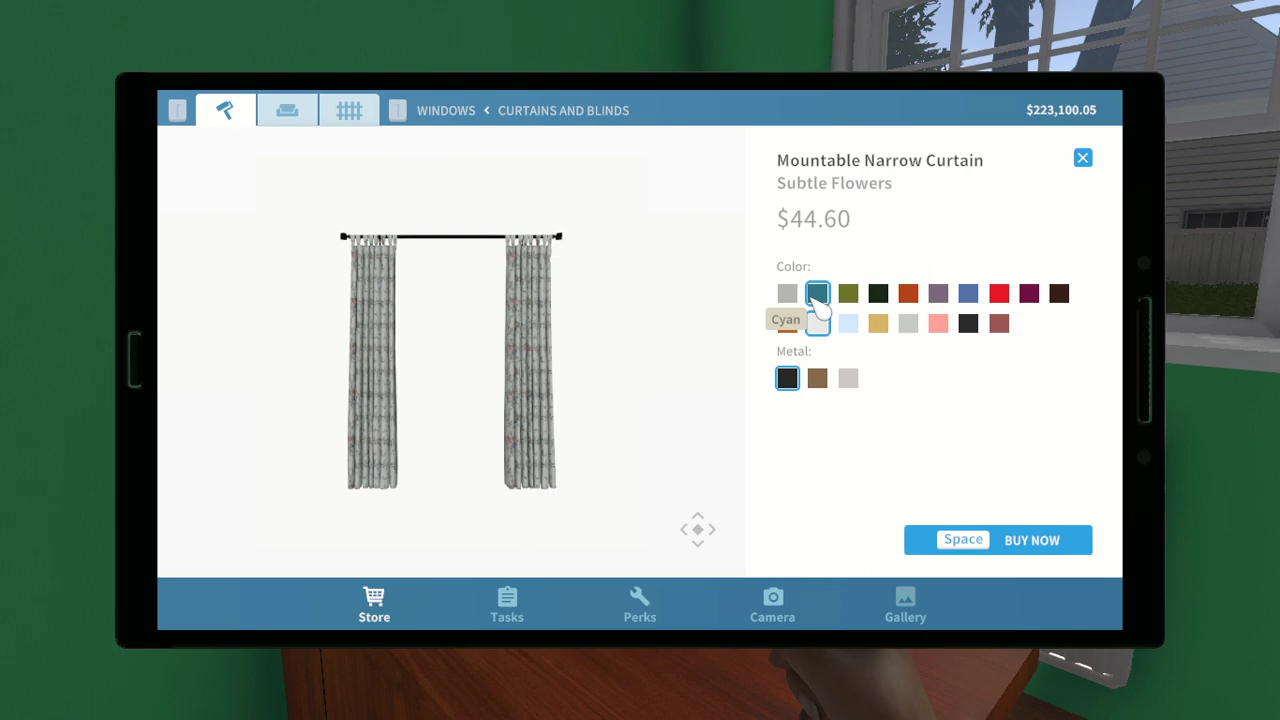 WINDOWS < CURTAINS AND BLINDS
$223,100.05
Mountable Narrow Curtain
Subtle Flowers
$44.60
Color:
Cyan
Metal:
Space BUY NOW
Store
Tasks
Perks
Camera
Gallery